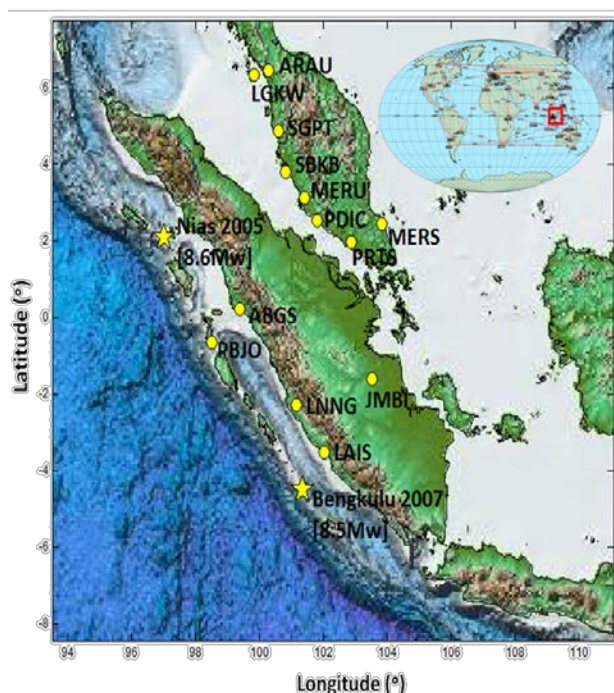 ARAU
LGKW
SGPT
SBKB
MERU
PDIC
MERS
PRTS
Nias 2005
[8.6Mw]
ABGS
PBJO
JMBI
LNNG
LAIS
Bengkulu 2007
[8.5Mw]
6
4
2
0
-2
-4
-6
-8
Latitude (°)
94 96 98 100 102 104 106 108 110
Longitude (°)